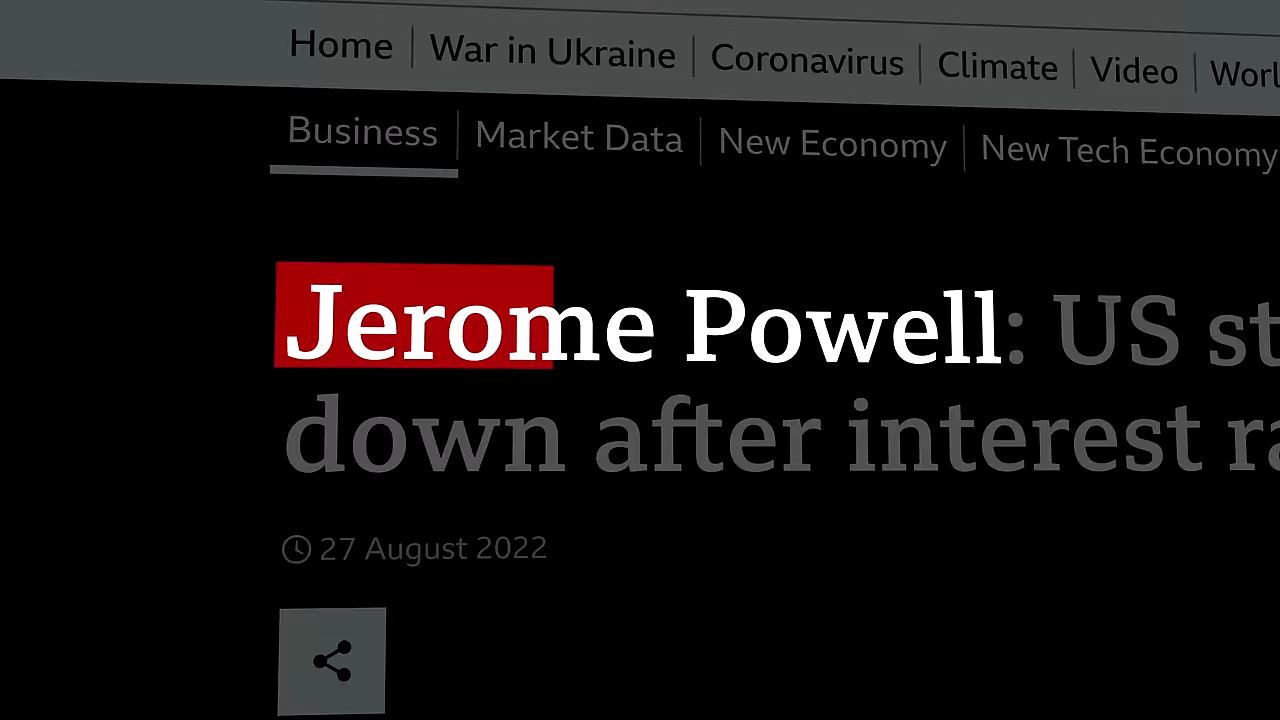 Home War in Ukraine Coronavirus Climate Video
Business Market Data New Economy New Tech Economy
Jerome Powell: US
down after interest
27 August 2022